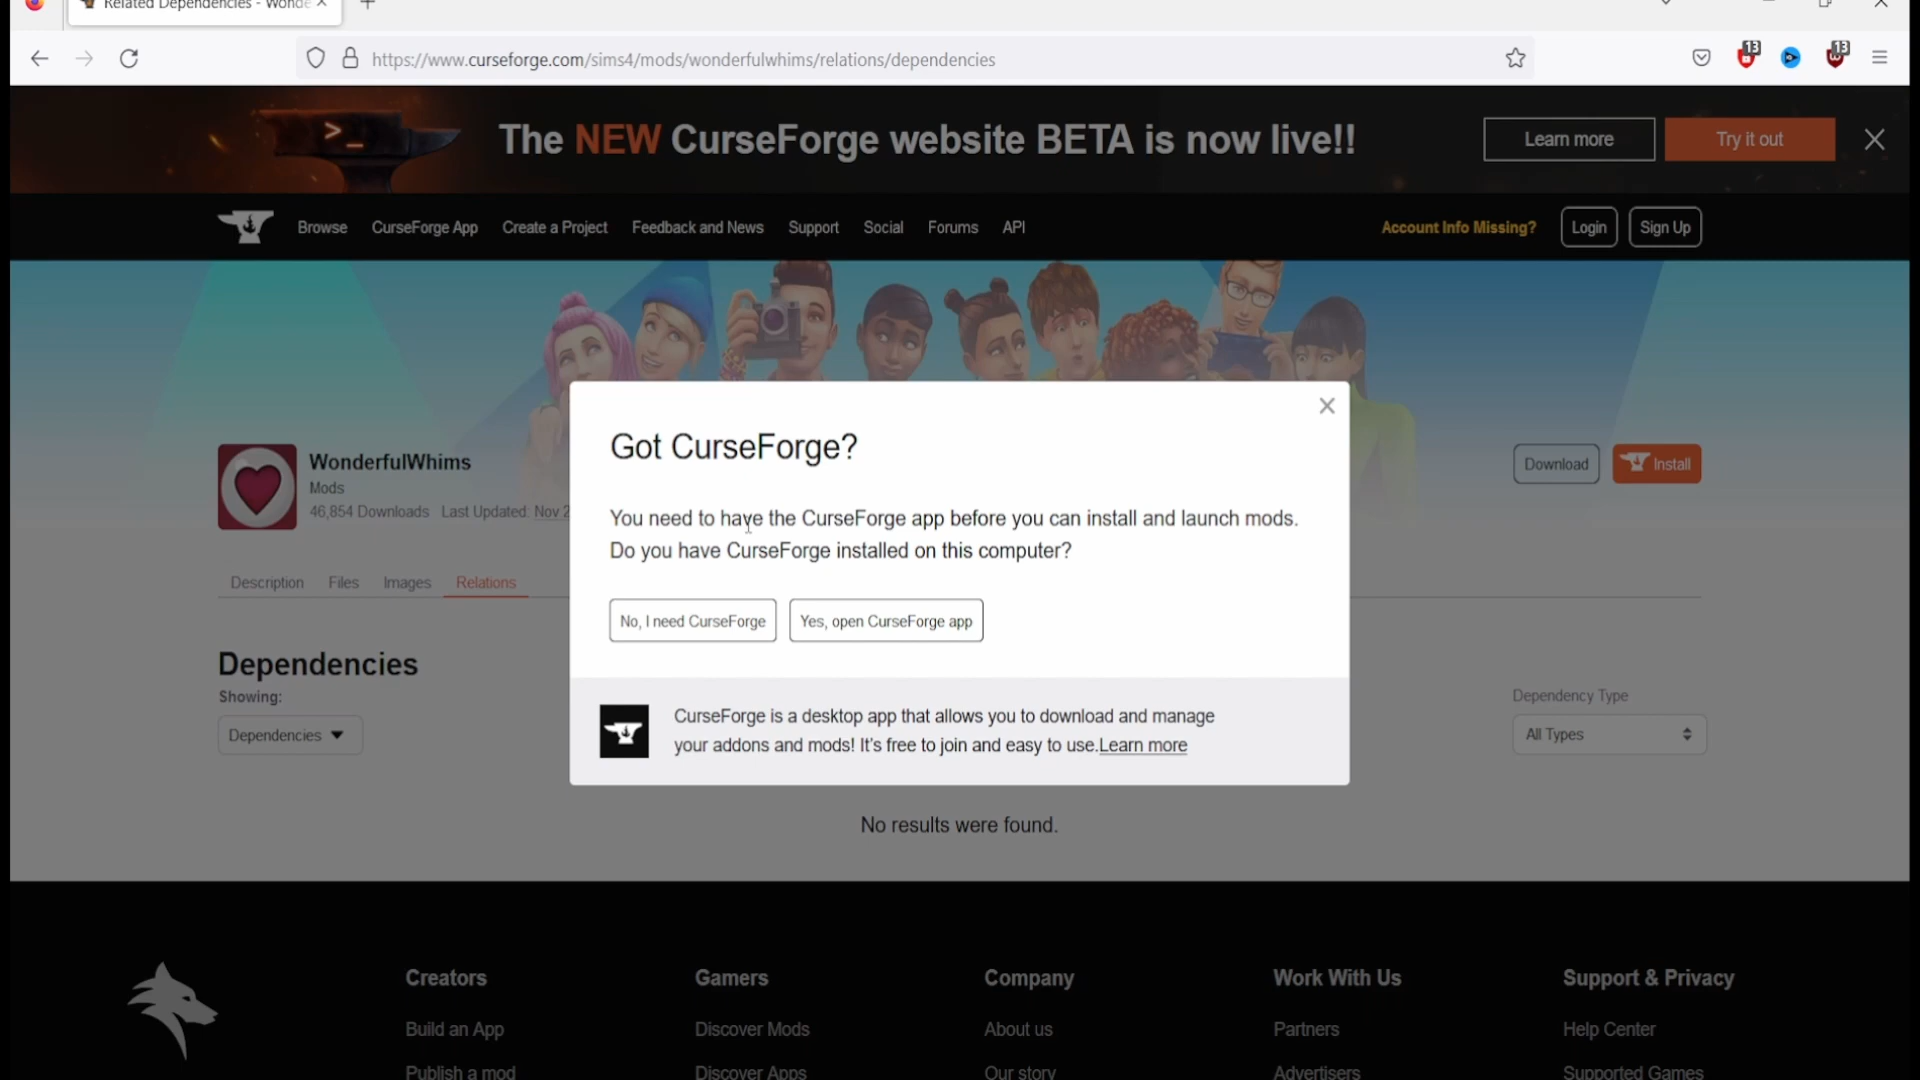 Related Dependencies - Wonde
https://www.curseforge.com/sims4/mods/wonderfulwhims/relations/dependencies
13
13
>_
The NEW CurseForge website BETA is now live!!
Learn more
Try it out
Browse
CurseForge App
Create a Project
Feedback and News
Support
Social
Forums
API
Account Info Missing?
Login
Sign Up
WonderfulWhims
Mods
46,854 Downloads Last Updated: Nov 2
Download
Install
Description
Files
Images
Relations
Got CurseForge?
You need to have the CurseForge app before you can install and launch mods.
Do you have CurseForge installed on this computer?
No, I need CurseForge
Yes, open CurseForge app
CurseForge is a desktop app that allows you to download and manage
your addons and mods! It's free to join and easy to use.Learn more
Dependencies
Showing:
Dependencies
Dependency Type
All Types
No results were found.
Creators
Gamers
Company
Work With Us
Support & Privacy
Build an App
Discover Mods
About us
Partners
Help Center
Publish a mod
Discover Apps
Our story
Advertisers
Supported Games